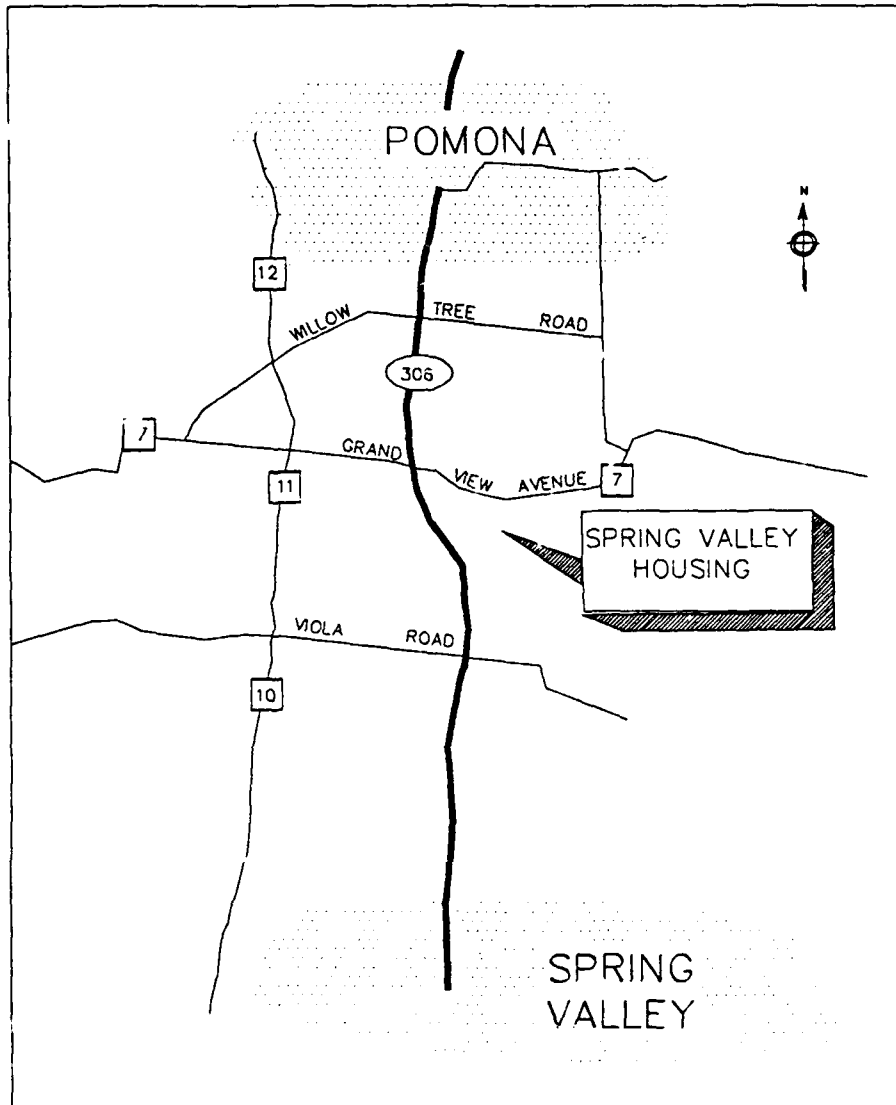 POMONA
N
12
WILLOW TREE ROAD
306
7
GRAND VIEW AVENUE 7
11
SPRING VALLEY
HOUSING
VIOLA ROAD
10
SPRING
VALLEY